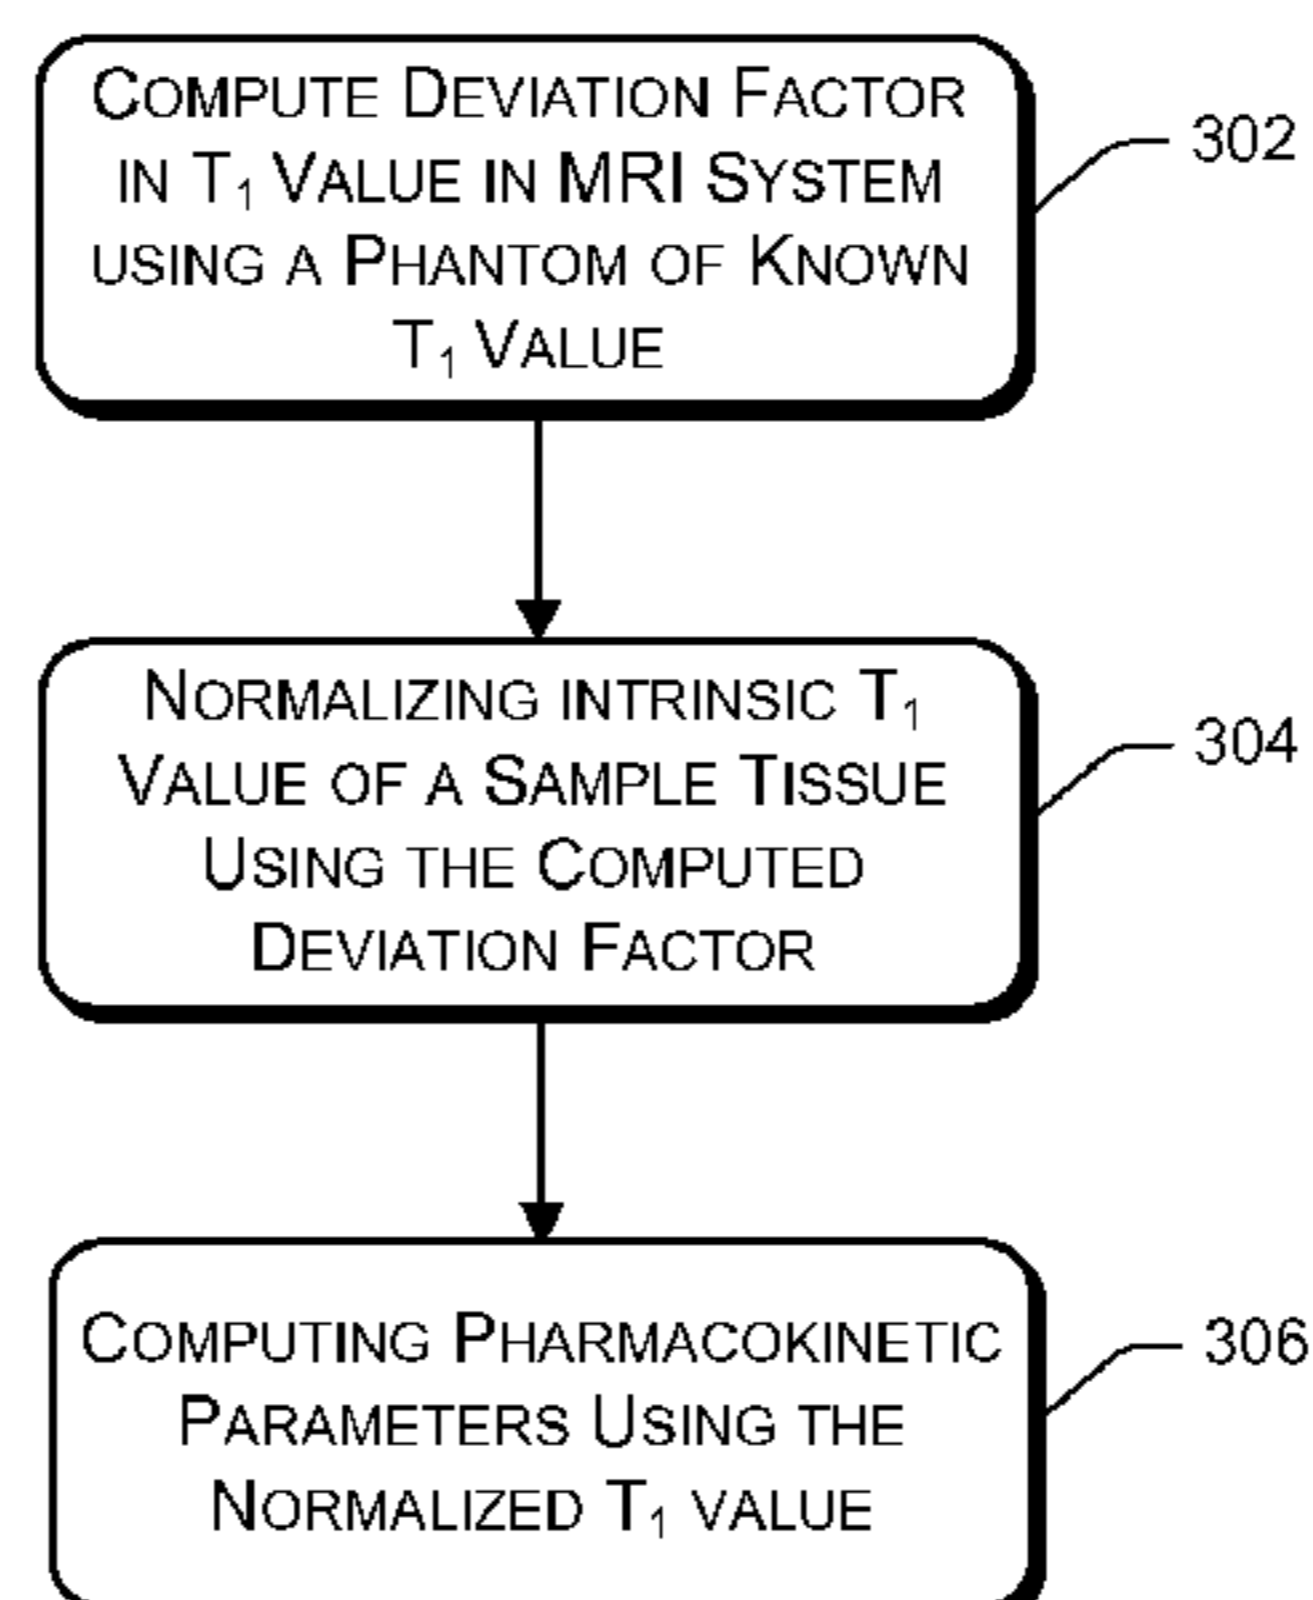 COMPUTE DEVIATION FACTOR
IN T₁ VALUE IN MRI SYSTEM
USING A PHANTOM OF KNOWN
T₁ VALUE
302
NORMALIZING INTRINSIC T₁
VALUE OF A SAMPLE TISSUE
USING THE COMPUTED
DEVIATION FACTOR
304
COMPUTING PHARMACOKINETIC
PARAMETERS USING THE
NORMALIZED T₁ VALUE
306